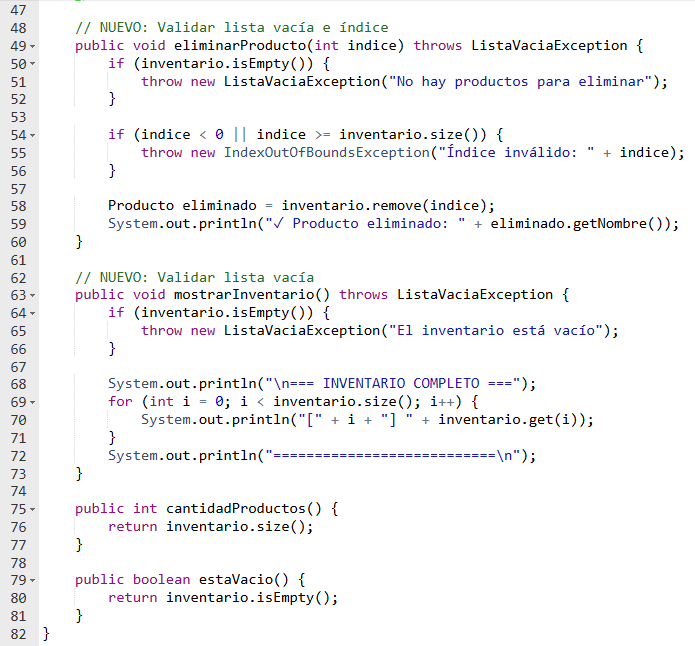 47
48     // NUEVO: Validar lista vacía e índice
49     public void eliminarProducto(int indice) throws ListaVaciaException {
50         if (inventario.isEmpty()) {
51             throw new ListaVaciaException("No hay productos para eliminar");
52         }
53
54         if (indice < 0 || indice >= inventario.size()) {
55             throw new IndexOutOfBoundsException("Índice inválido: " + indice);
56         }
57
58         Producto eliminado = inventario.remove(indice);
59         System.out.println("✓ Producto eliminado: " + eliminado.getNombre());
60     }
61
62     // NUEVO: Validar lista vacía
63     public void mostrarInventario() throws ListaVaciaException {
64         if (inventario.isEmpty()) {
65             throw new ListaVaciaException("El inventario está vacío");
66         }
67
68         System.out.println("\n=== INVENTARIO COMPLETO ===");
69         for (int i = 0; i < inventario.size(); i++) {
70             System.out.println("[" + i + "] " + inventario.get(i));
71         }
72         System.out.println("===========================\n");
73     }
74
75     public int cantidadProductos() {
76         return inventario.size();
77     }
78
79     public boolean estaVacio() {
80         return inventario.isEmpty();
81     }
82 }